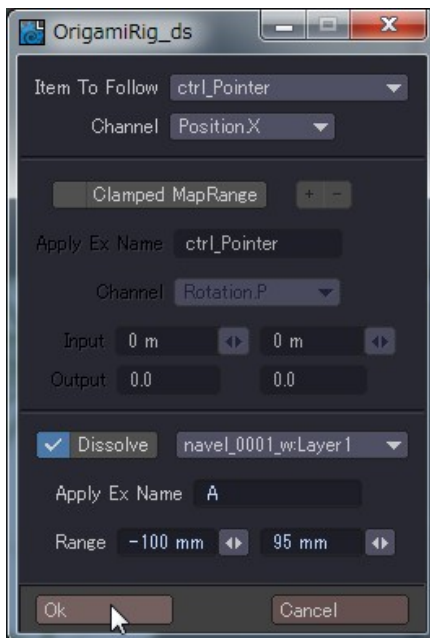 OrigamiRig_ds
Item To Follow ctrl_Pointer
Channel Position.X
Clamped MapRange + -
Apply Ex Name ctrl_Pointer
Channel Rotation.P
Input 0 m 0 m
Output 0.0 0.0
Dissolve navel_0001_w:Layer1
Apply Ex Name A
Range -100 mm 95 mm
Ok Cancel